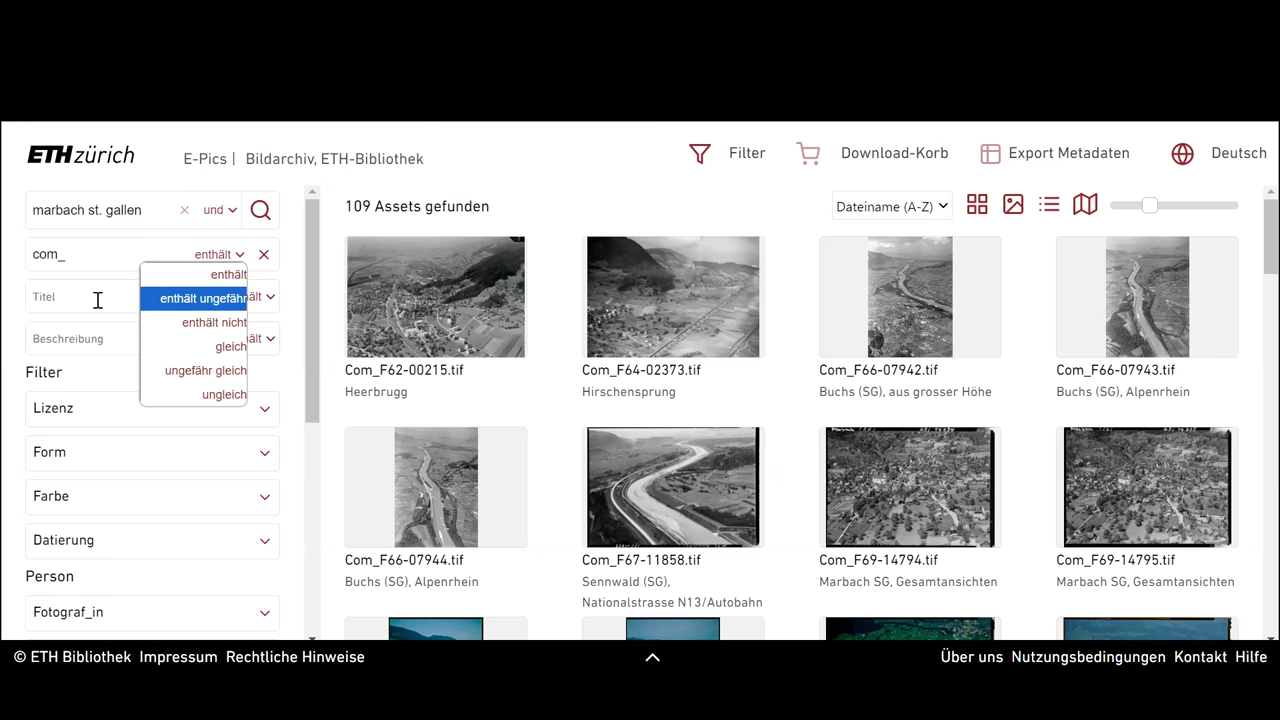 ETH zürich
E-Pics | Bildarchiv, ETH-Bibliothek
Filter
Download-Korb
Export Metadaten
Deutsch
marbach st. gallen
und
com_
enthält
enthält
enthält ungefähr
enthält nicht
gleich
ungefähr gleich
ungleich
Titel
ält
Beschreibung
ält
Filter
Lizenz
Form
Farbe
Datierung
Person
Fotograf_in
109 Assets gefunden
Dateiname (A-Z)
Com_F62-00215.tif
Heerbrugg
Com_F64-02373.tif
Hirschensprung
Com_F66-07942.tif
Buchs (SG), aus grosser Höhe
Com_F66-07943.tif
Buchs (SG), Alpenrhein
Com_F66-07944.tif
Buchs (SG), Alpenrhein
Com_F67-11858.tif
Sennwald (SG),
Nationalstrasse N13/Autobahn
Com_F69-14794.tif
Marbach SG, Gesamtansichten
Com_F69-14795.tif
Marbach SG, Gesamtansichten
© ETH Bibliothek Impressum Rechtliche Hinweise
Über uns Nutzungsbedingungen Kontakt Hilfe